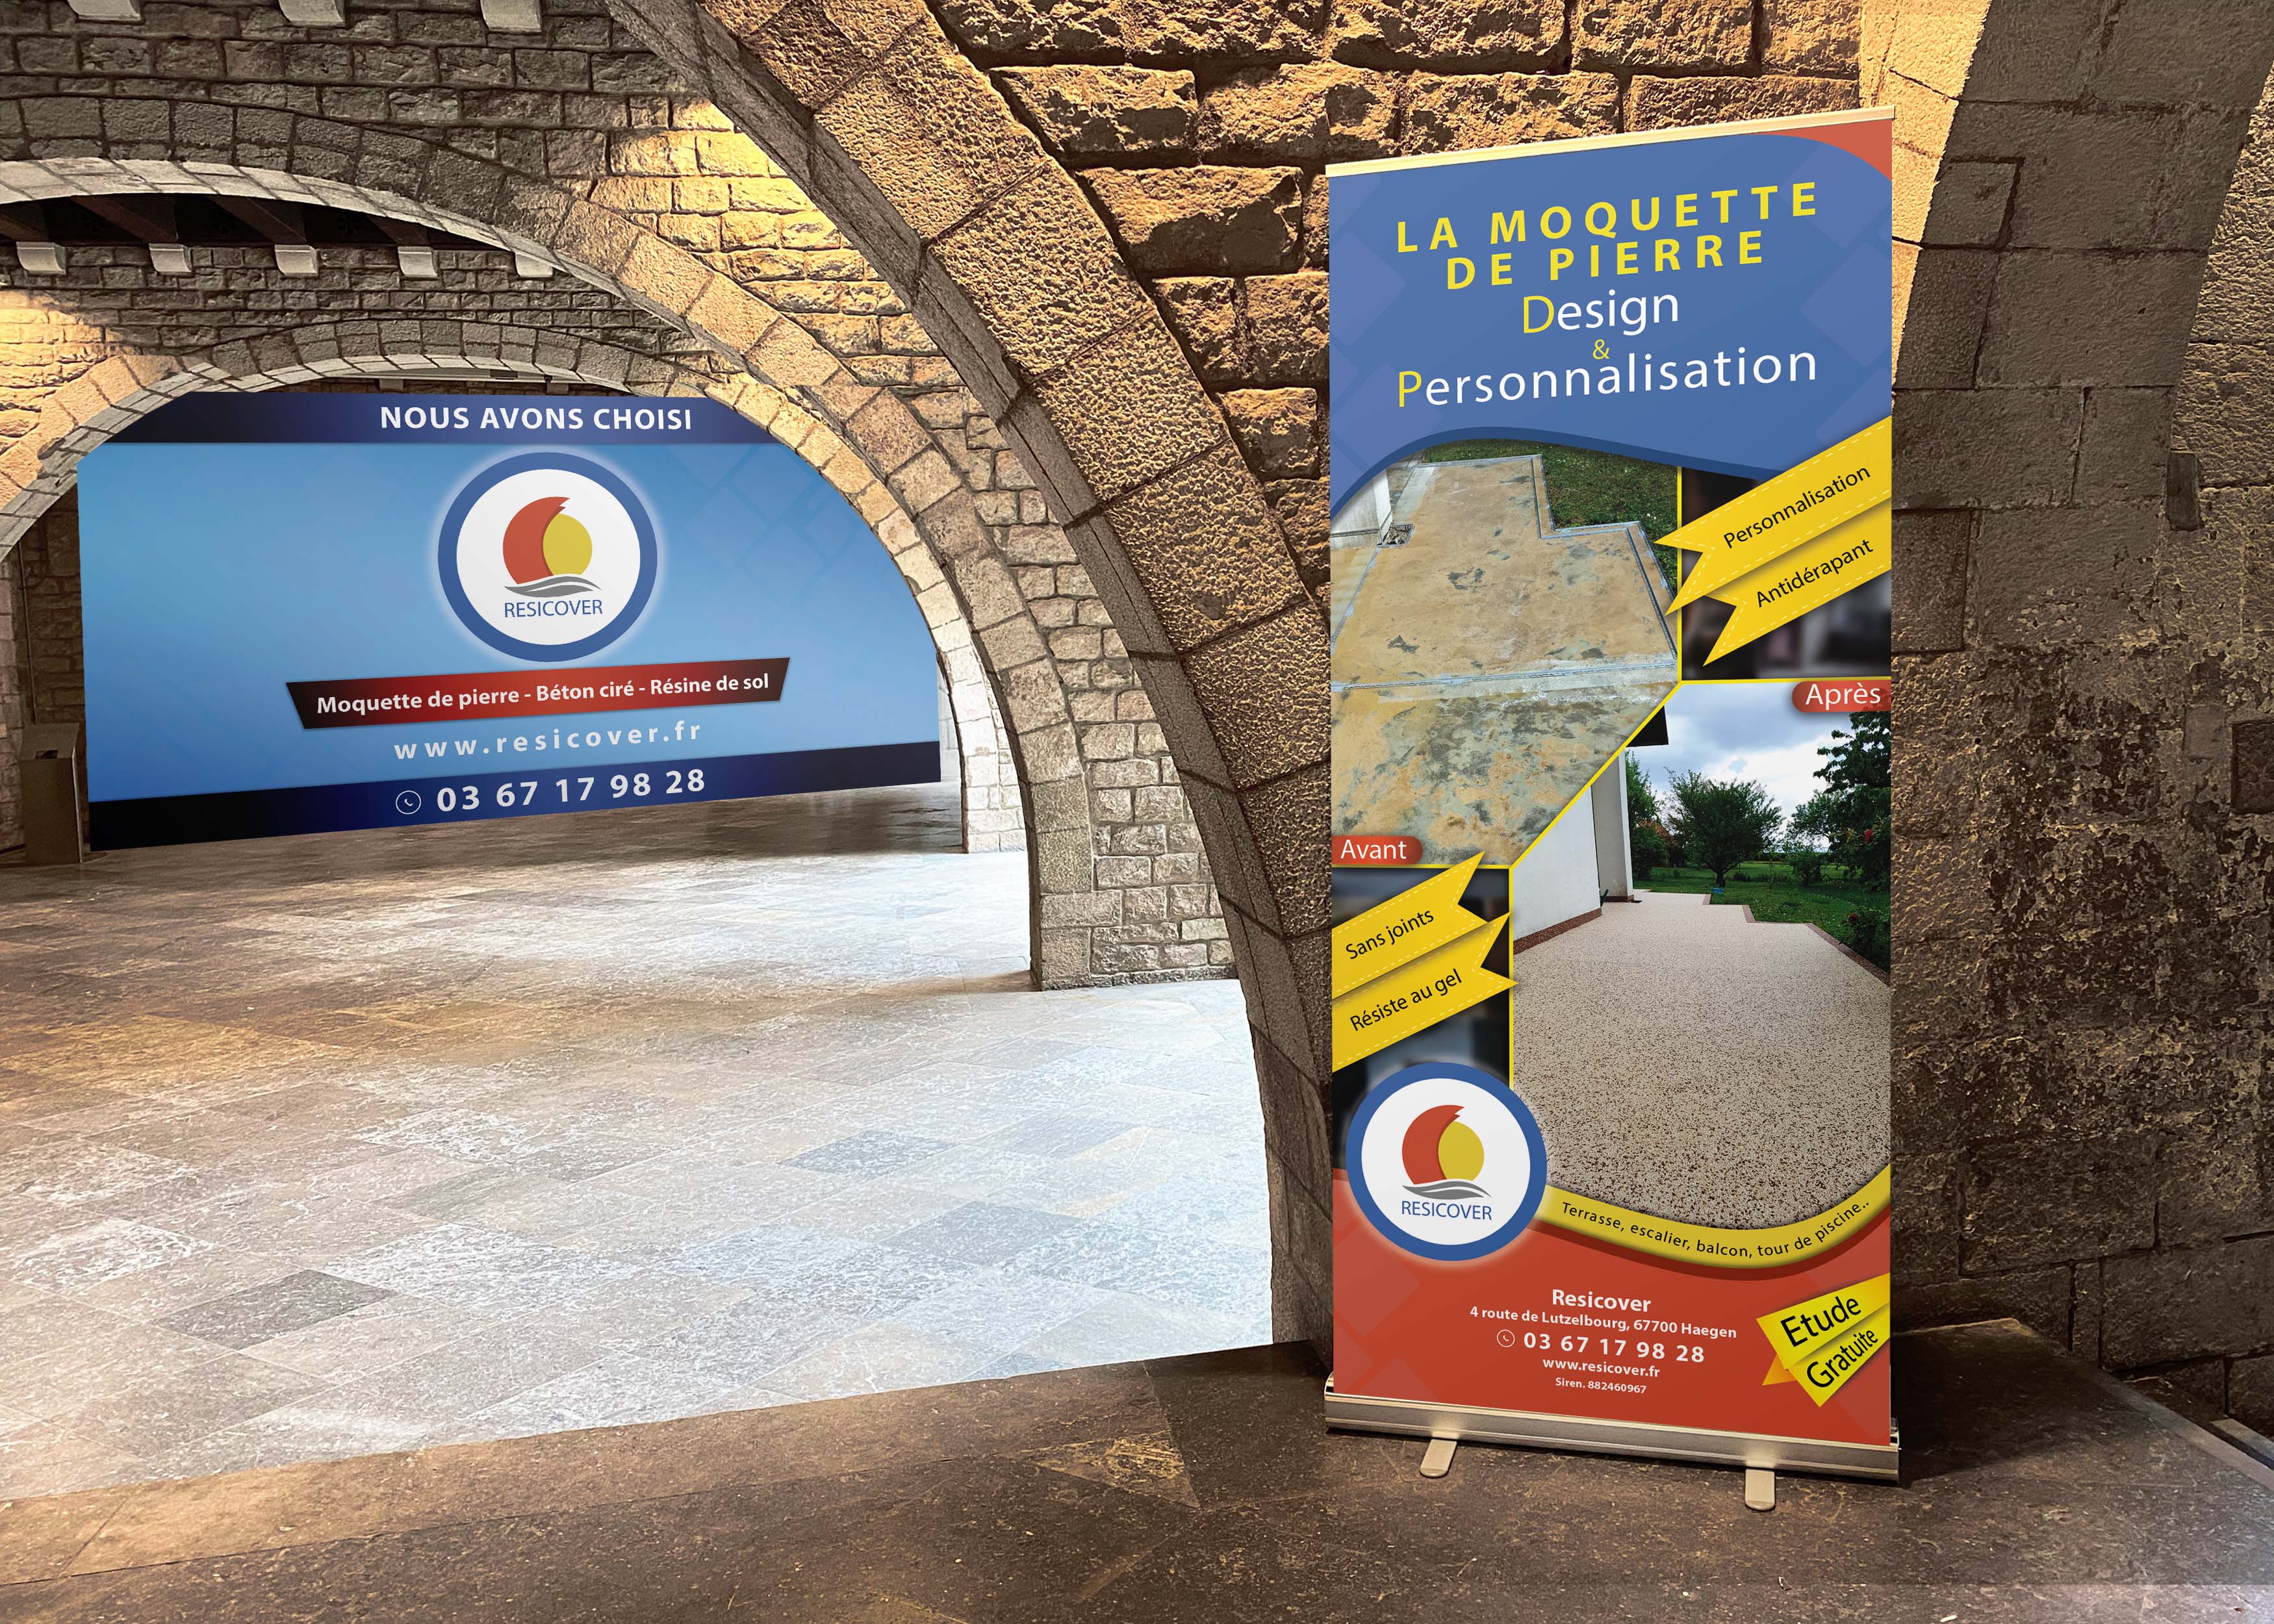 NOUS AVONS CHOISI
RESICOVER
Moquette de pierre - Béton ciré - Résine de sol
www.resicover.fr
03 67 17 98 28
LA MOQUETTE
DE PIERRE
Design
&
Personnalisation
Personnalisation
Antidérapant
Après
Avant
Sans joints
Résiste au gel
RESICOVER
Terrasse, escalier, balcon, tour de piscine..
Resicover
4 route de Lutzelbourg, 67700 Haegen
03 67 17 98 28
www.resicover.fr
Siren. 882460967
Etude
Gratuite